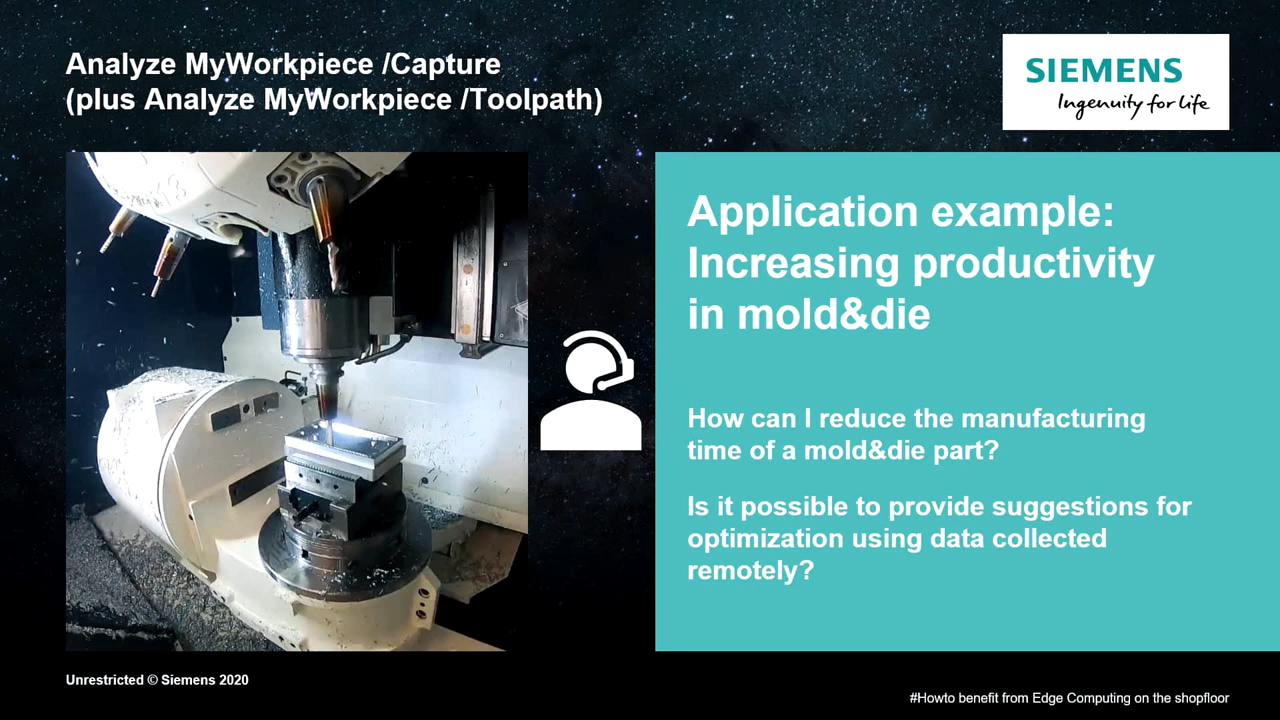 Analyze MyWorkpiece /Capture
(plus Analyze MyWorkpiece /Toolpath)
SIEMENS
Ingenuity for life
Application example:
Increasing productivity
in mold&die
How can I reduce the manufacturing
time of a mold&die part?
Is it possible to provide suggestions for
optimization using data collected
remotely?
Unrestricted © Siemens 2020
#Howto benefit from Edge Computing on the shopfloor